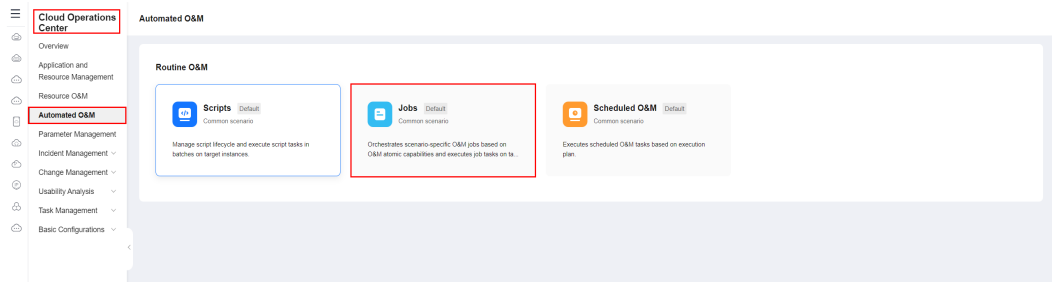 Cloud Operations
Center
Overview
Application and
Resource Management
Resource O&M
Automated O&M
Parameter Management
Incident Management
Change Management
Usability Analysis
Task Management
Basic Configurations
Automated O&M
Routine O&M
Scripts Default
Common scenario
Manage script lifecycle and execute script tasks in
batches on target instances.
Jobs Default
Common scenario
Orchestrates scenario-specific O&M jobs based on
O&M atomic capabilities and executes job tasks on ta...
Scheduled O&M Default
Common scenario
Executes scheduled O&M tasks based on execution
plan.